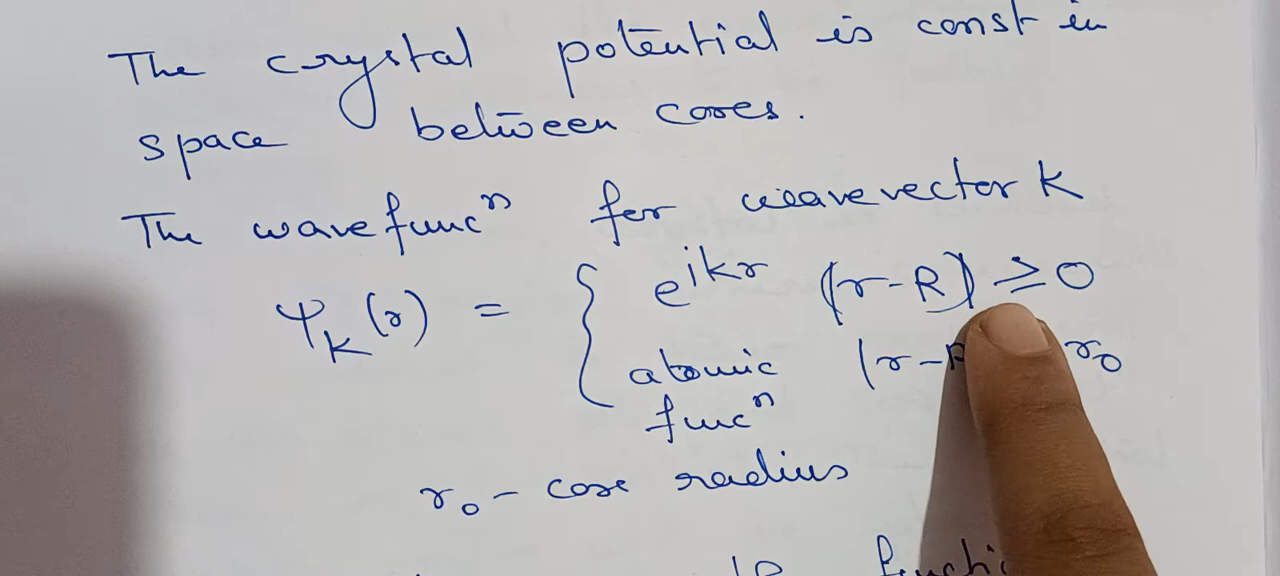 The crystal potential is const in
space between cores.
The wavefuncⁿ for wavevector K
ψ_K (r) = { e^{ikr} |r-R| ≥ 0
atomic |r- r₀
funcⁿ
r₀ - core radius